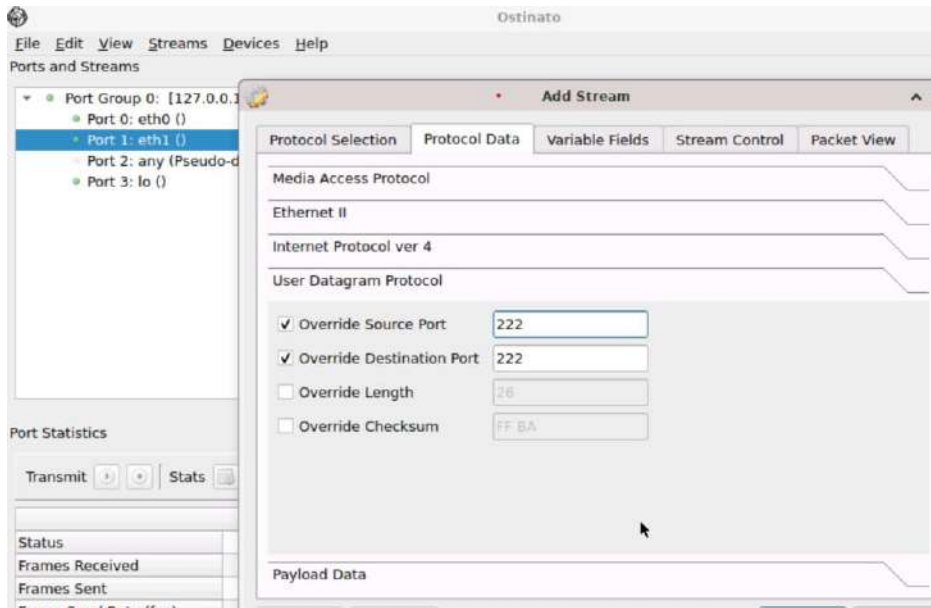 Ostinato
File Edit View Streams Devices Help
Ports and Streams
Port Group 0: [127.0.0.1
Port 0: eth0 ()
Port 1: eth1 ()
Port 2: any (Pseudo-d
Port 3: lo ()
Add Stream
Protocol Selection Protocol Data Variable Fields Stream Control Packet View
Media Access Protocol
Ethernet II
Internet Protocol ver 4
User Datagram Protocol
Override Source Port 222
Override Destination Port 222
Override Length 26
Override Checksum FF BA
Port Statistics
Transmit Stats
Status
Frames Received
Frames Sent
Payload Data